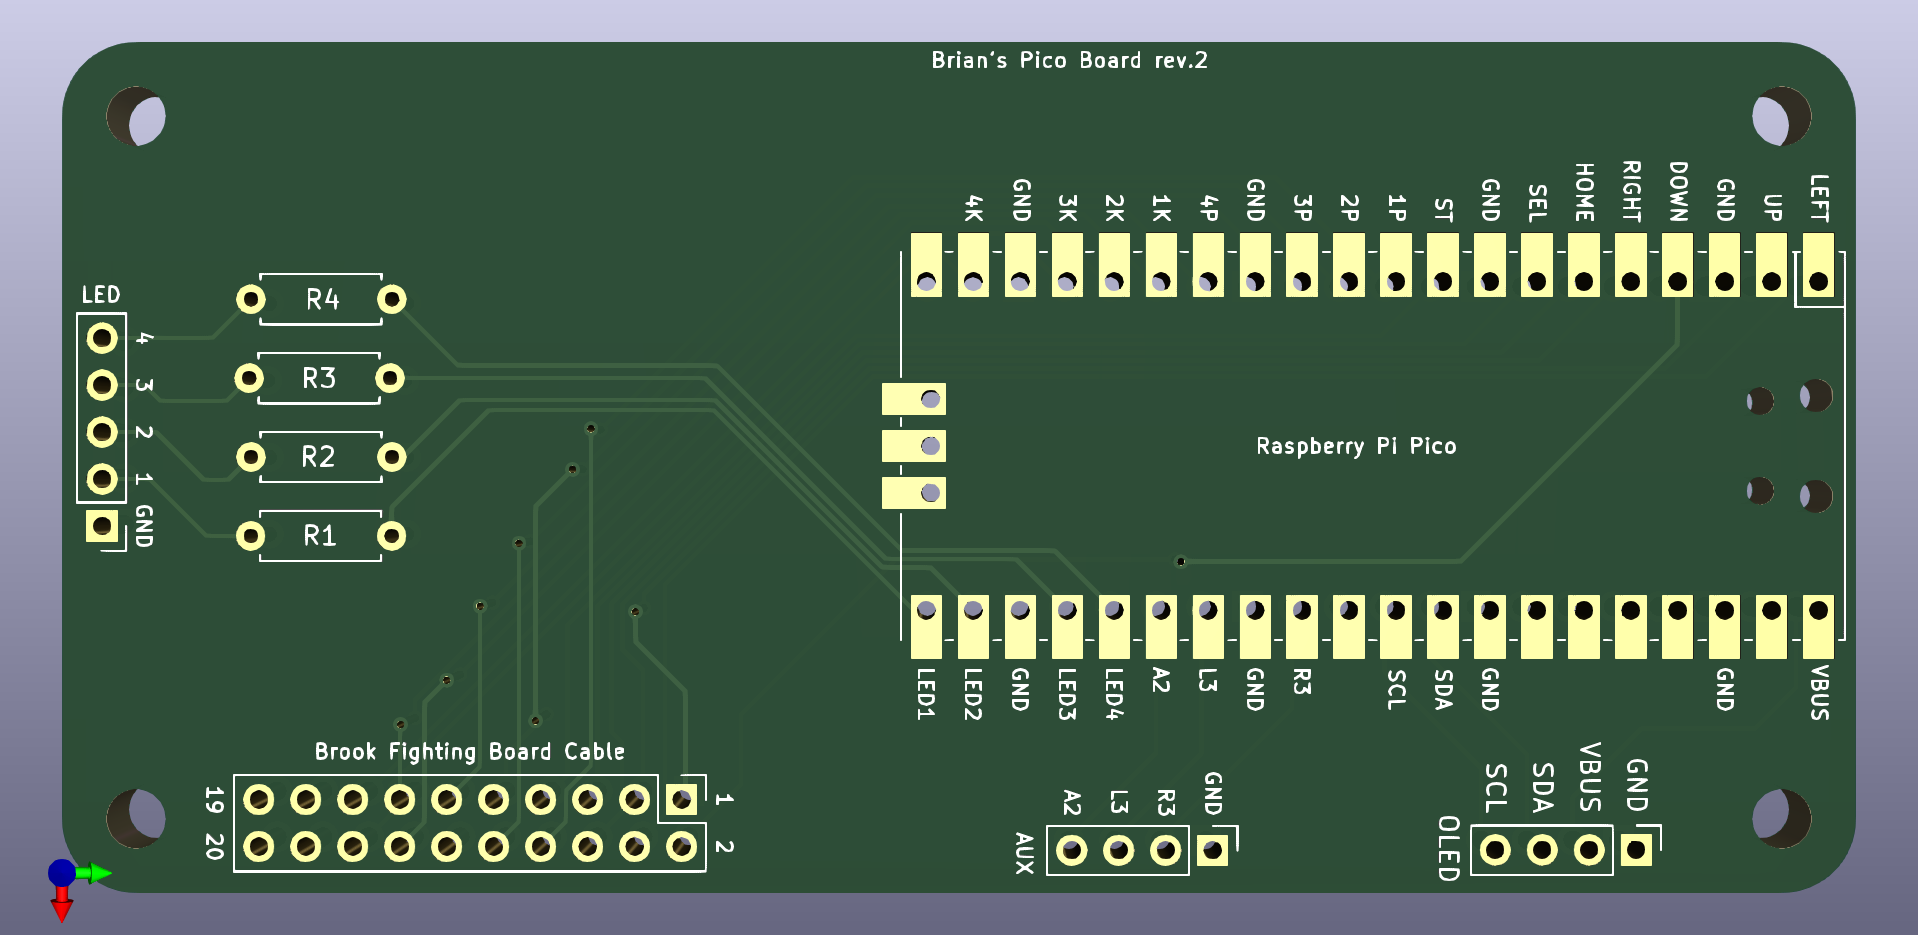 Brian's Pico Board rev.2
4K
GND
3K
2K
1K
4P
GND
3P
2P
1P
ST
GND
SEL
HOME
RIGHT
DOWN
GND
UP
LEFT
LED
4
3
2
1
GND
R4
R3
R2
R1
Raspberry Pi Pico
LED1
LED2
GND
LED3
LED4
A2
L3
GND
R3
SCL
SDA
GND
GND
VBUS
Brook Fighting Board Cable
19
20
1
2
A2
L3
R3
GND
AUX
SCL
SDA
VBUS
GND
OLED